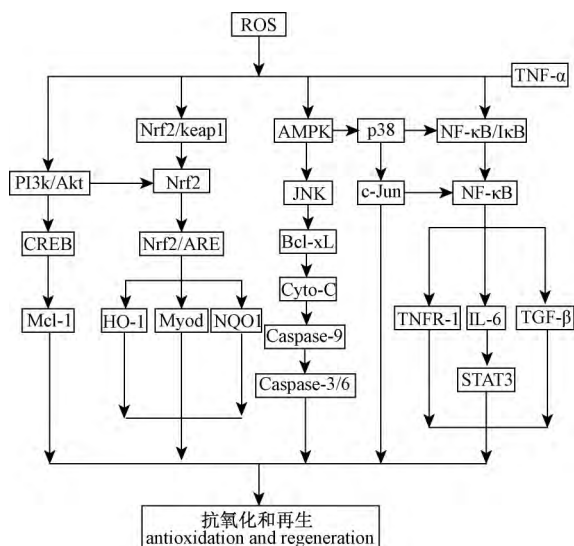 ROS
TNF-α
Nrf2/keap1
AMPK
p38
NF-κB/IκB
PI3k/Akt
Nrf2
JNK
c-Jun
NF-κB
CREB
Nrf2/ARE
Bcl-xL
Cyto-C
Mcl-1
HO-1
Myod
NQO1
TNFR-1
IL-6
TGF-β
Caspase-9
STAT3
Caspase-3/6
抗氧化和再生
antioxidation and regeneration